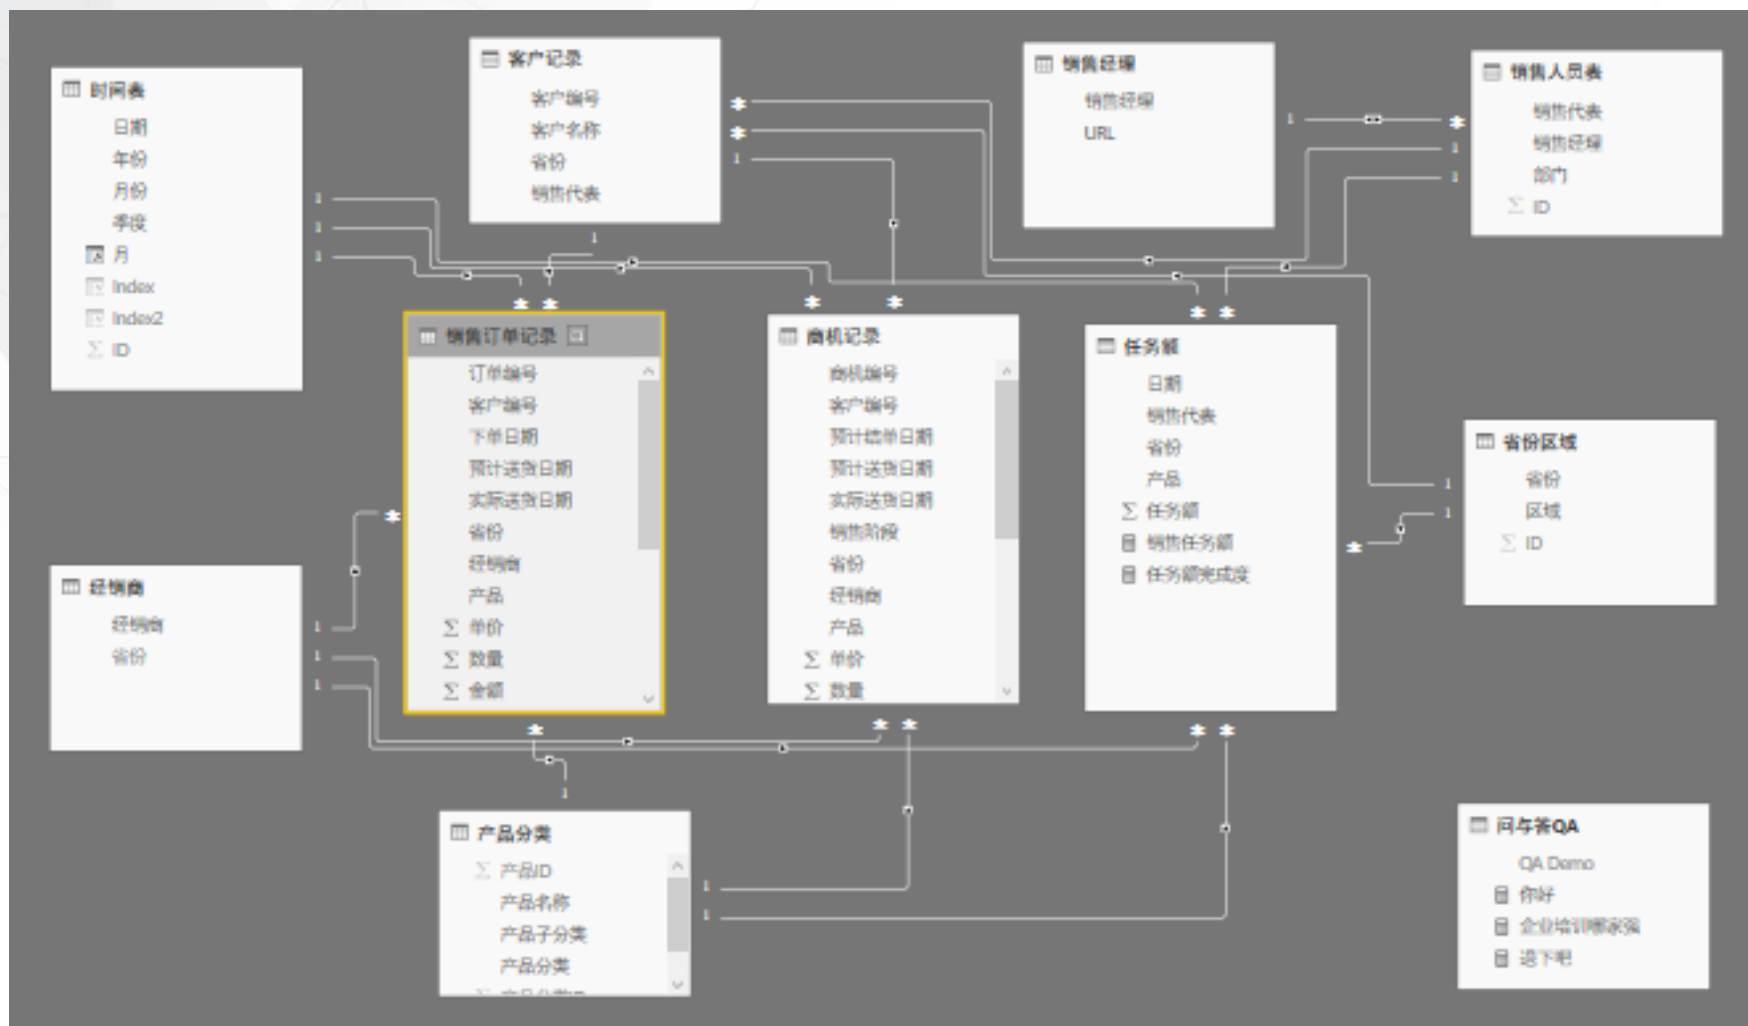 时间表
日期
年份
月份
季度
月
Index
Index2
ID
客户记录
客户编号
客户名称
省份
销售代表
销售经理
销售经理
URL
销售人员表
销售代表
销售经理
部门
ID
销售订单记录
订单编号
客户编号
下单日期
预计送货日期
实际送货日期
省份
经销商
产品
单价
数量
金额
商机记录
商机编号
客户编号
预计结单日期
预计送货日期
实际送货日期
销售阶段
省份
经销商
产品
单价
数量
任务额
日期
销售代表
省份
产品
任务额
销售任务额
任务额完成度
省份区域
省份
区域
ID
经销商
经销商
省份
产品分类
产品ID
产品名称
产品子分类
产品分类
问与答QA
QA Demo
你好
企业培训哪家强
退下吧